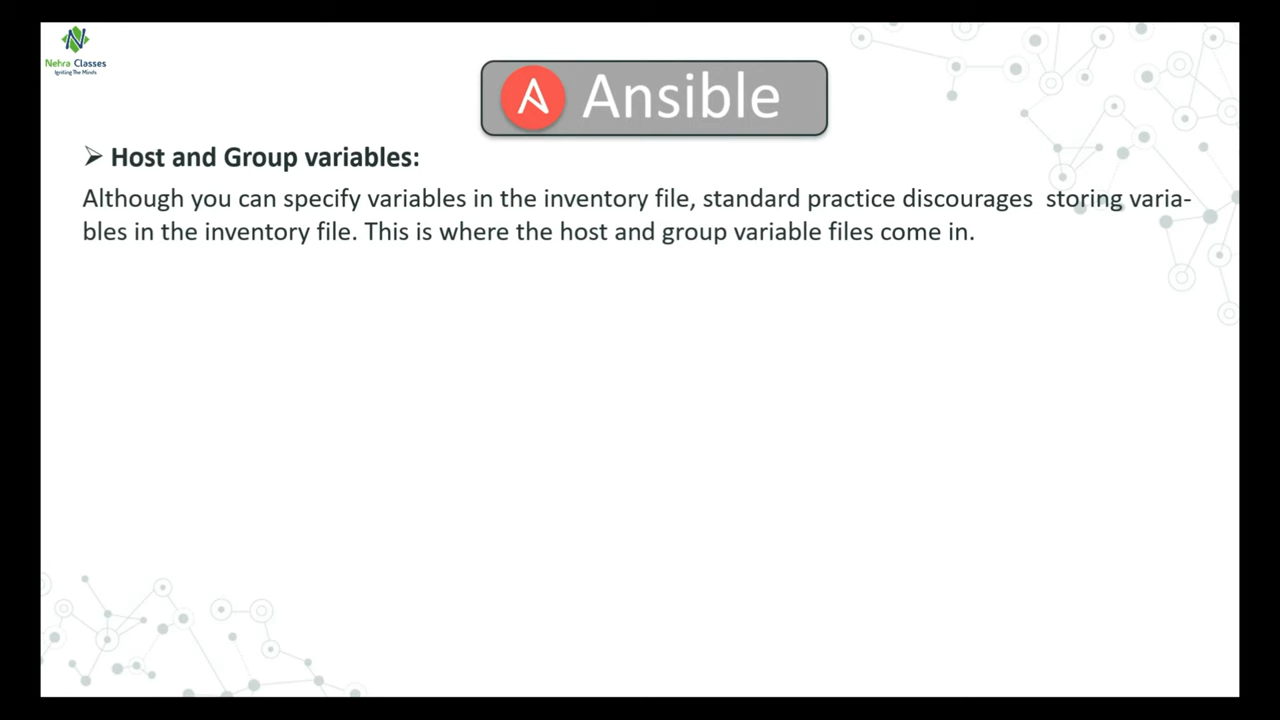 Nehra Classes
Igniting The Minds
Ansible
Host and Group variables:
Although you can specify variables in the inventory file, standard practice discourages storing varia-
bles in the inventory file. This is where the host and group variable files come in.